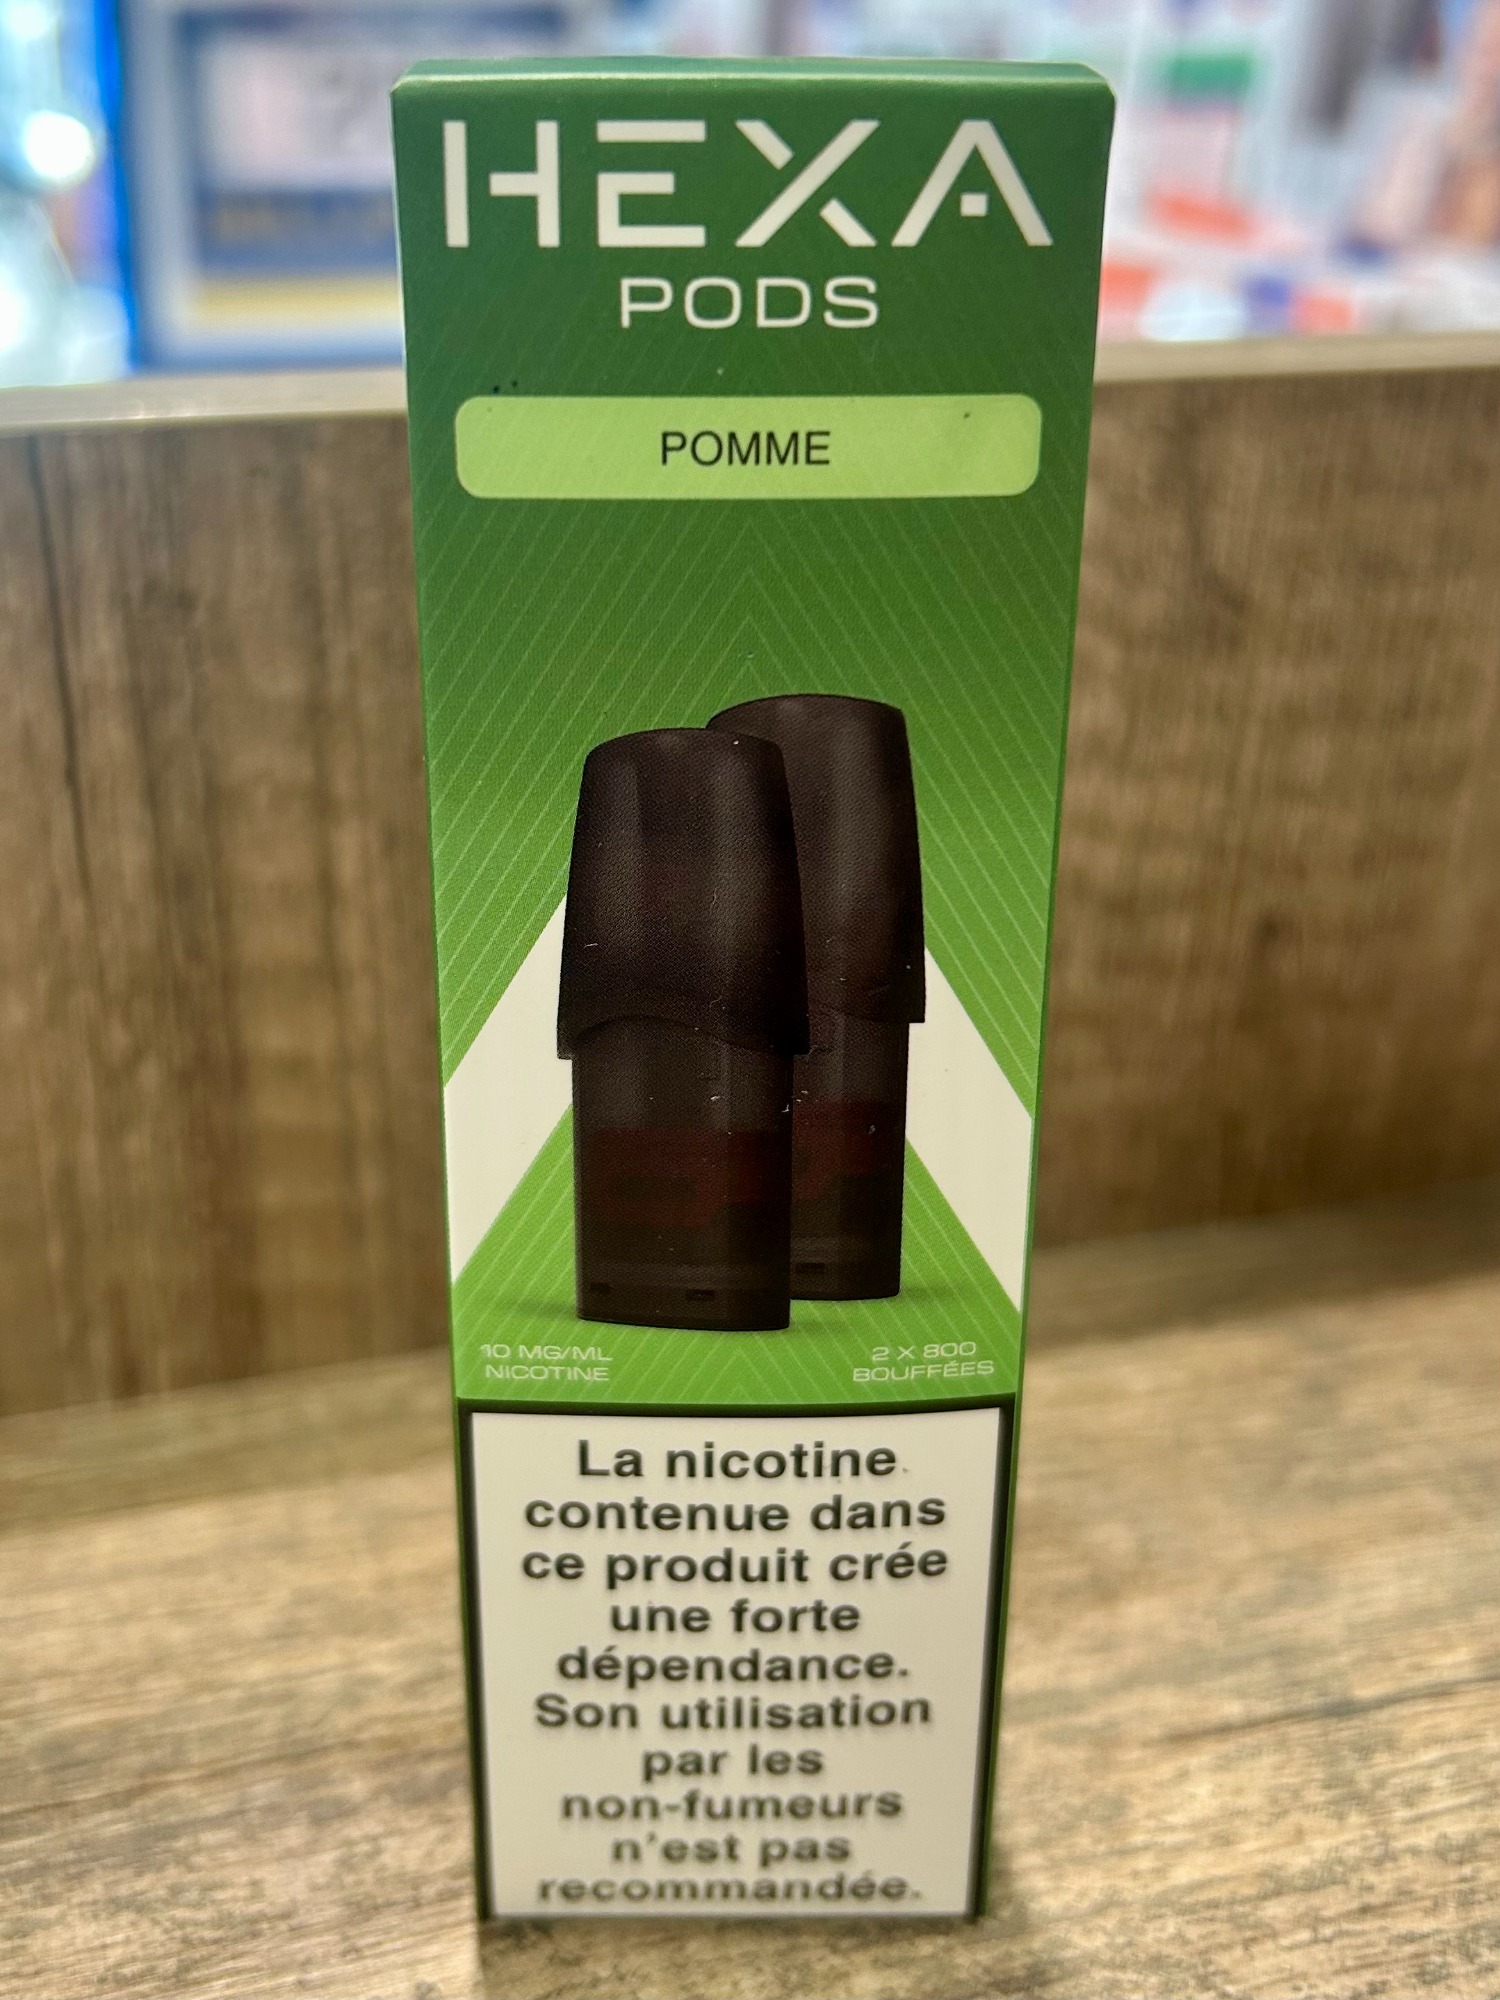 HEXA
PODS
POMME
10 MG/ML
NICOTINE
2 X 800
BOUFFÉES
La nicotine
contenue dans
ce produit crée
une forte
dépendance.
Son utilisation
par les
non-fumeurs
n'est pas
recommandée.